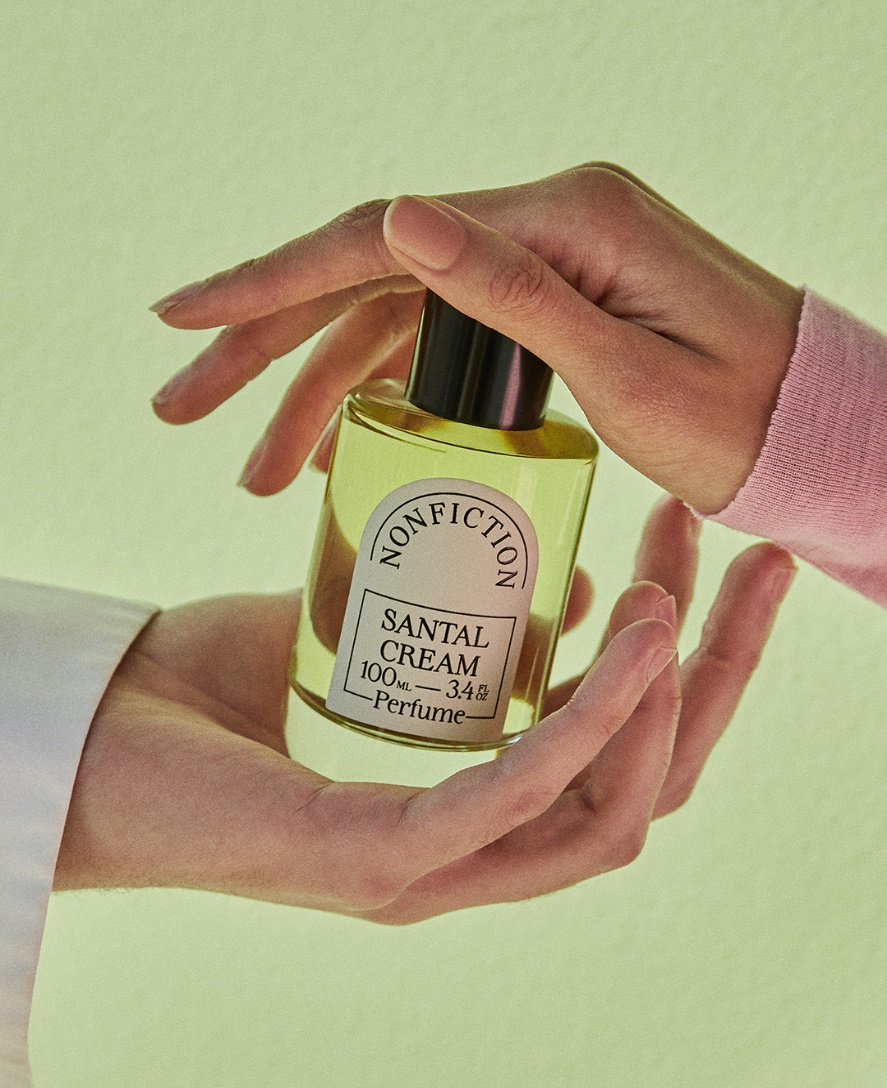 NONFICTION
SANTAL
CREAM
100ML — 3.4 FL OZ
Perfume